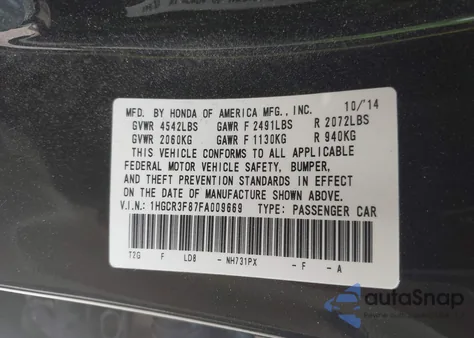 MFD. BY HONDA OF AMERICA MFG., INC. 10/'14
GVWR 4542LBS GAWR F 2491LBS R 2072LBS
GVWR 2060KG GAWR F 1130KG R 940KG
THIS VEHICLE CONFORMS TO ALL APPLICABLE
FEDERAL MOTOR VEHICLE SAFETY, BUMPER,
AND THEFT PREVENTION STANDARDS IN EFFECT
ON THE DATE OF MANUFACTURE SHOWN ABOVE.
V.I.N.: 1HGCR3F87FA009669 TYPE: PASSENGER CAR
T2G F LD8 - NH731PX - F - A
autoSnap